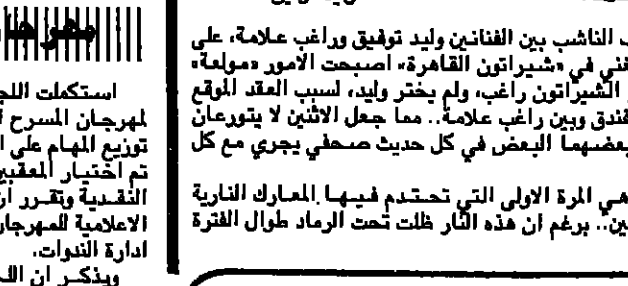 ب الناشب بين الفنانين وليد توفيق وراغب علامة، على
فني في «شيراتون القاهرة» اصبحت الامور «مولعة»
الشيراتون راغب، ولم يختر وليد، لسبب العقد الموقع
فندق وبين راغب علامة.. مما جعل الاثنين لا يتورعان
بعضهما البعض في كل حديث صحفي يجري مع كل
هي المرة الاولى التي تحتدم فيها المعارك النارية
ين.. برغم ان هذه النار ظلت تحت الرماد طوال الفترة
استكملت اللج
لمهرجان المسرح ا
توزيع المهام على ا
تم اختيار المعقبين
النقدية وتقرر ان
الاعلامية للمهرجان
ادارة الندوات.
ويذكر ان الل